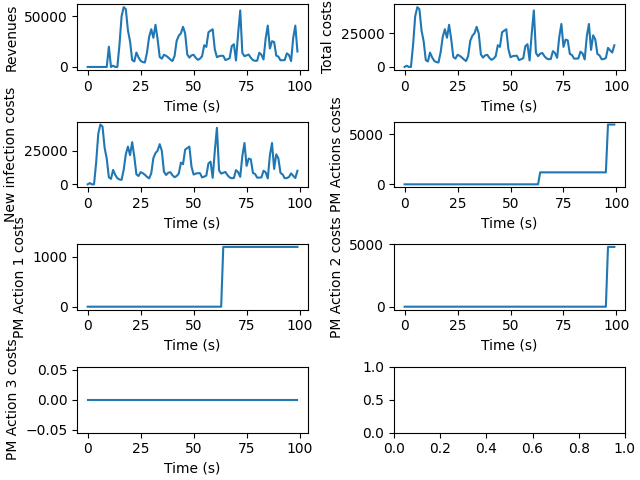 Revenues
50000
0
0 25 50 75 100
Time (s)
Total costs
25000
0
0 25 50 75 100
Time (s)
New infection costs
25000
0
0 25 50 75 100
Time (s)
PM Actions costs
5000
0
0 25 50 75 100
Time (s)
PM Action 1 costs
1000
0
0 25 50 75 100
Time (s)
PM Action 2 costs
5000
0
0 25 50 75 100
Time (s)
PM Action 3 costs
0.05
0.00
−0.05
0 25 50 75 100
Time (s)
1.0
0.5
0.0
0.0 0.2 0.4 0.6 0.8 1.0